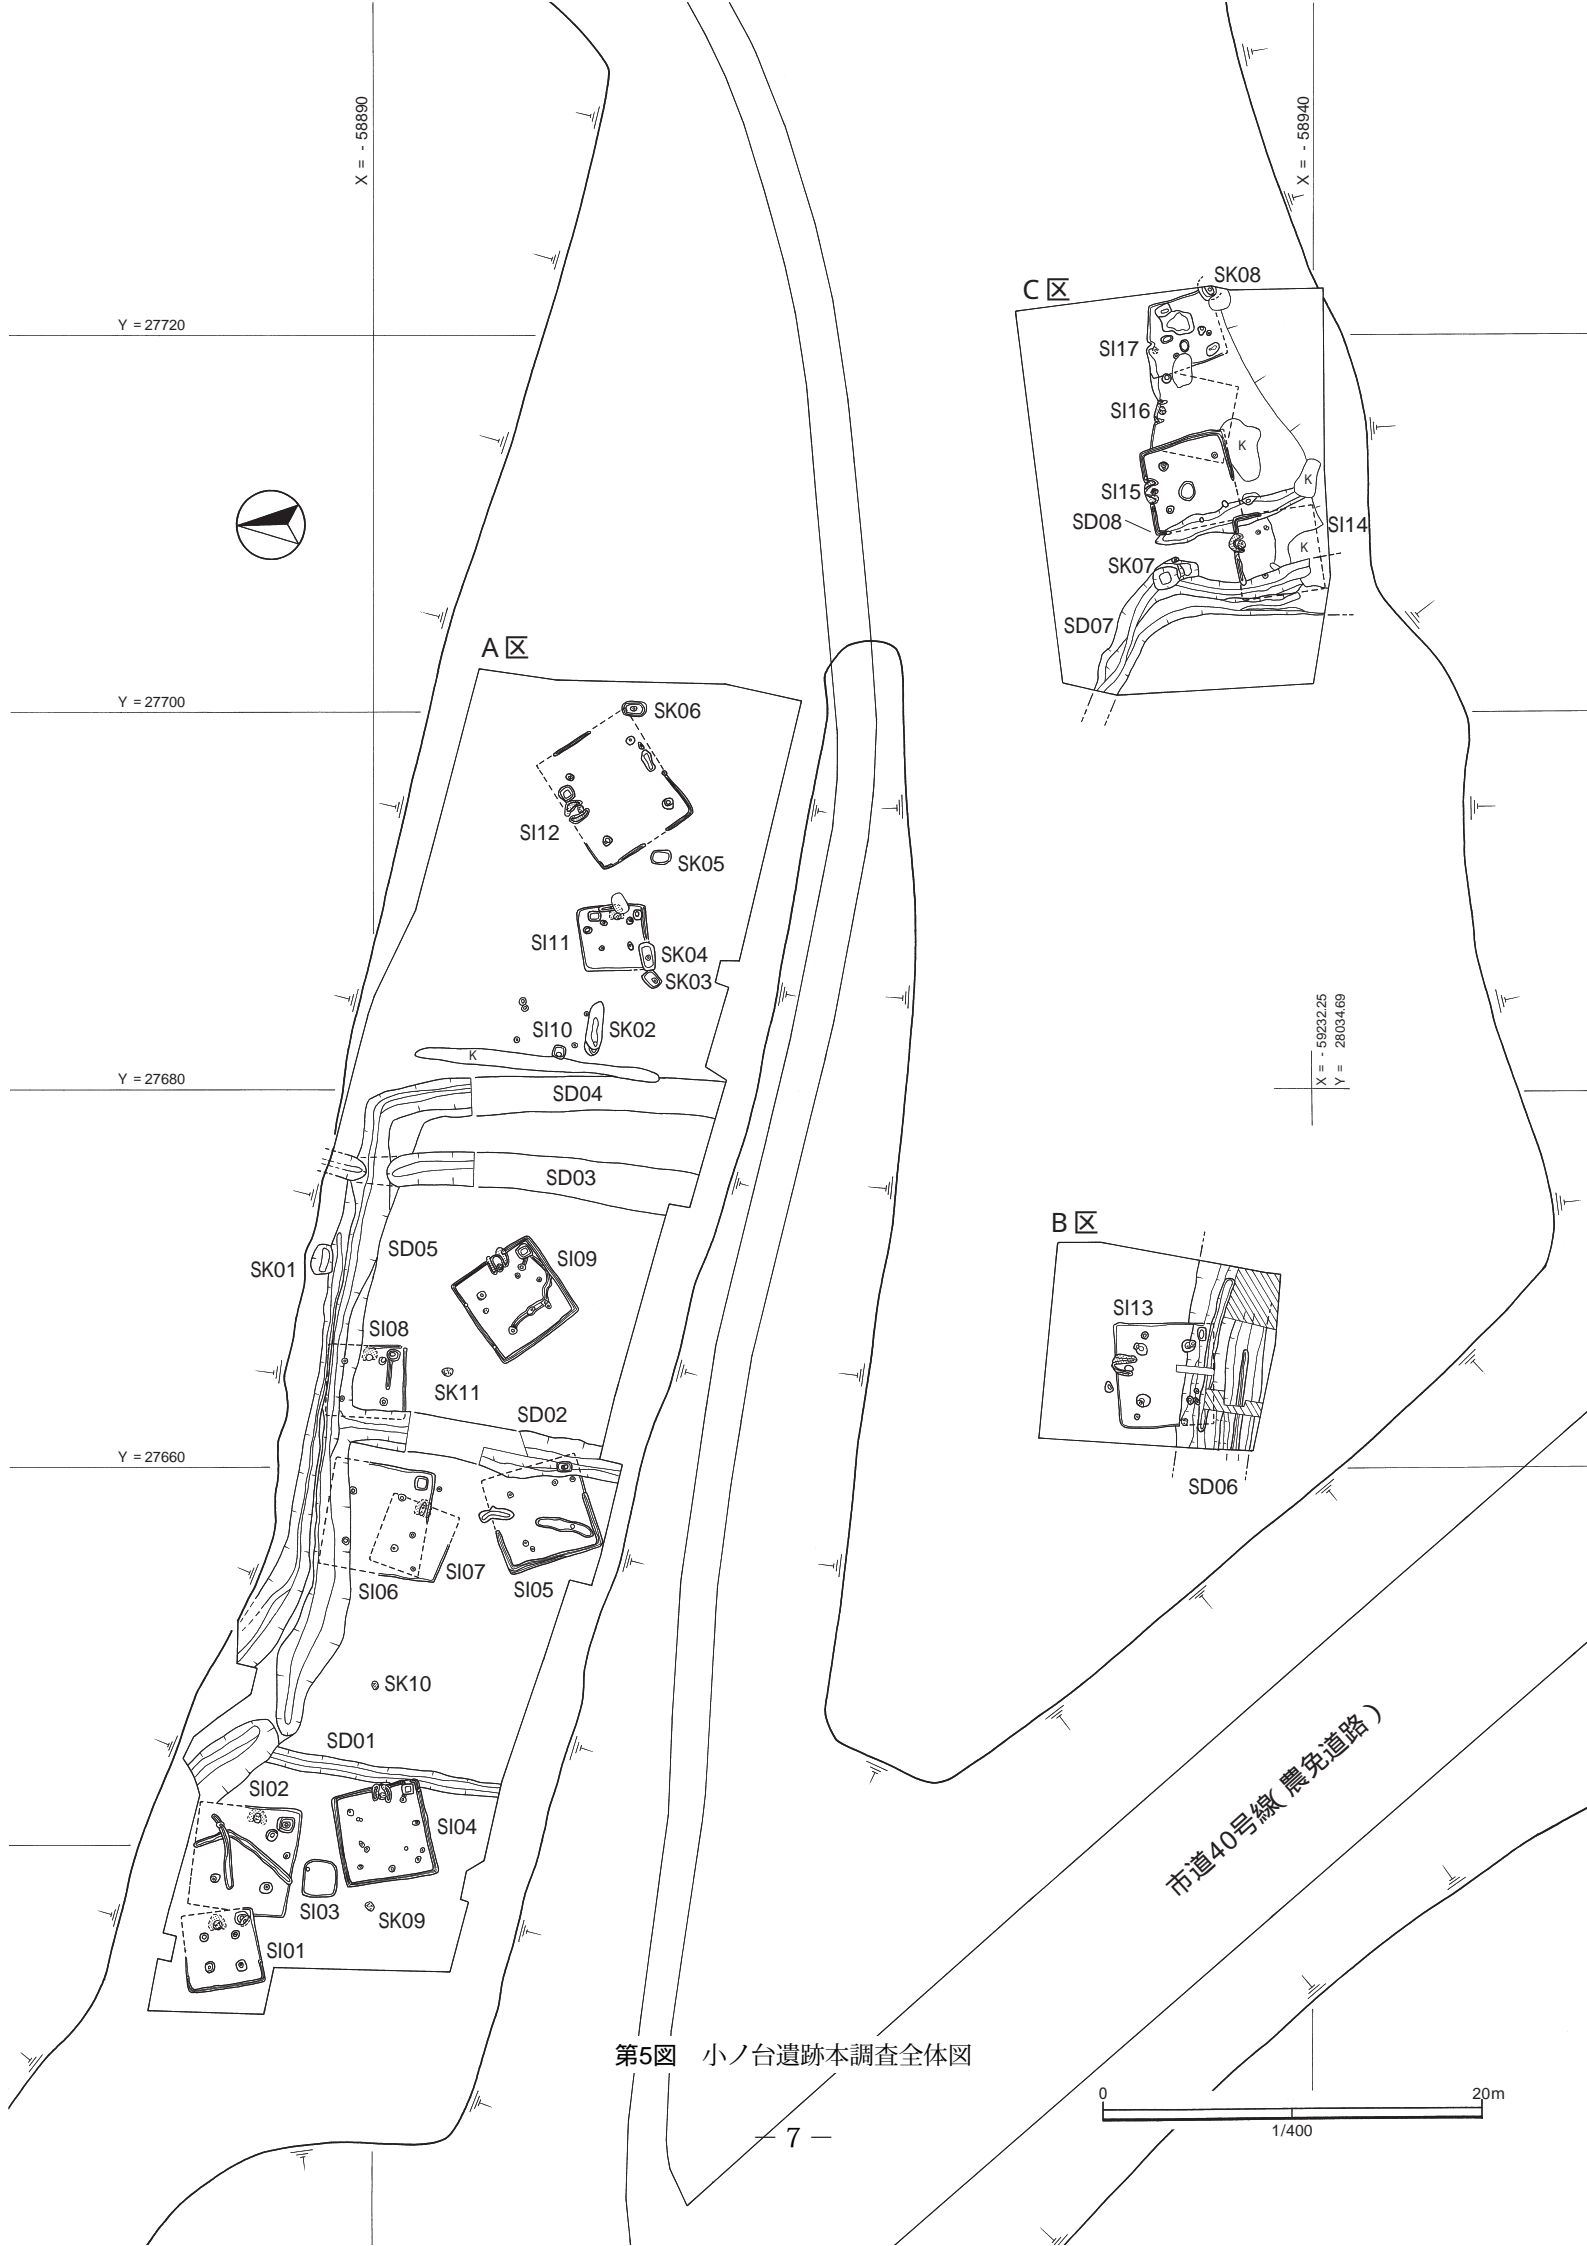 X = - 58890
X = - 58940
C 区
SK08
Y = 27720
SI17
SI16
K
K
SI15
SD08
SI14
K
SK07
SD07
A 区
Y = 27700
SK06
SI12
SK05
SI11
SK04
SK03
SI10
SK02
K
X = - 59232.25
Y = 28034.69
Y = 27680
SD04
SD03
B 区
SD05
SK01
SI09
SI13
SI08
SK11
SD02
Y = 27660
SD06
SI07
SI06
SI05
SK10
SD01
市道40号線(農免道路)
SI02
SI04
SI03
SK09
SI01
第5図　小ノ台遺跡本調査全体図
0
20m
1/400
― 7 ―